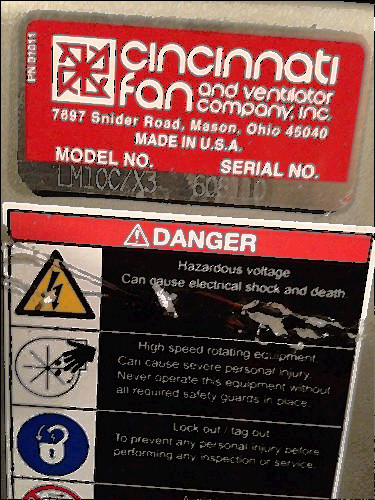 PN 01011
cincinnati
fan and ventilator
company, inc.
7897 Snider Road, Mason, Ohio 45040
MADE IN U.S.A.
MODEL NO. SERIAL NO.
LM10C/X3
DANGER
Hazardous voltage
Can cause electrical shock and death.
High speed rotating equipment.
Can cause severe personal injury.
Never operate this equipment without
all required safety guards in place.
Lock out / tag out
To prevent any personal injury before
performing any inspection or service.